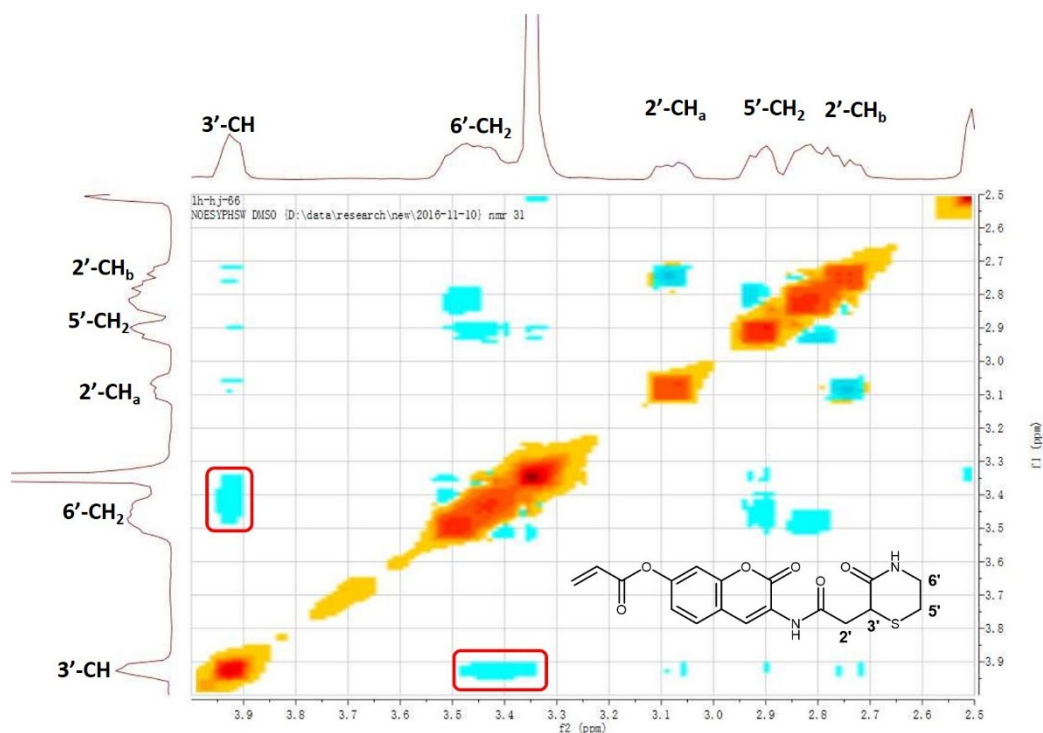 3'-CH
6'-CH2
2'-CHa
5'-CH2
2'-CHb
1h-hj-66
NOESYPHSW DMSO {D:\data\research\new\2016-11-10} nmr 31
2'-CHb
5'-CH2
2'-CHa
6'-CH2
3'-CH
2.5
2.6
2.7
2.8
2.9
3.0
3.1
3.2
3.3
3.4
3.5
3.6
3.7
3.8
3.9
f1 (ppm)
O
O
O
O
N
H
O
2'
3'
S
O
H
N
6'
5'
3.9 3.8 3.7 3.6 3.5 3.4 3.3 3.2 3.1 3.0 2.9 2.8 2.7 2.6 2.5
f2 (ppm)